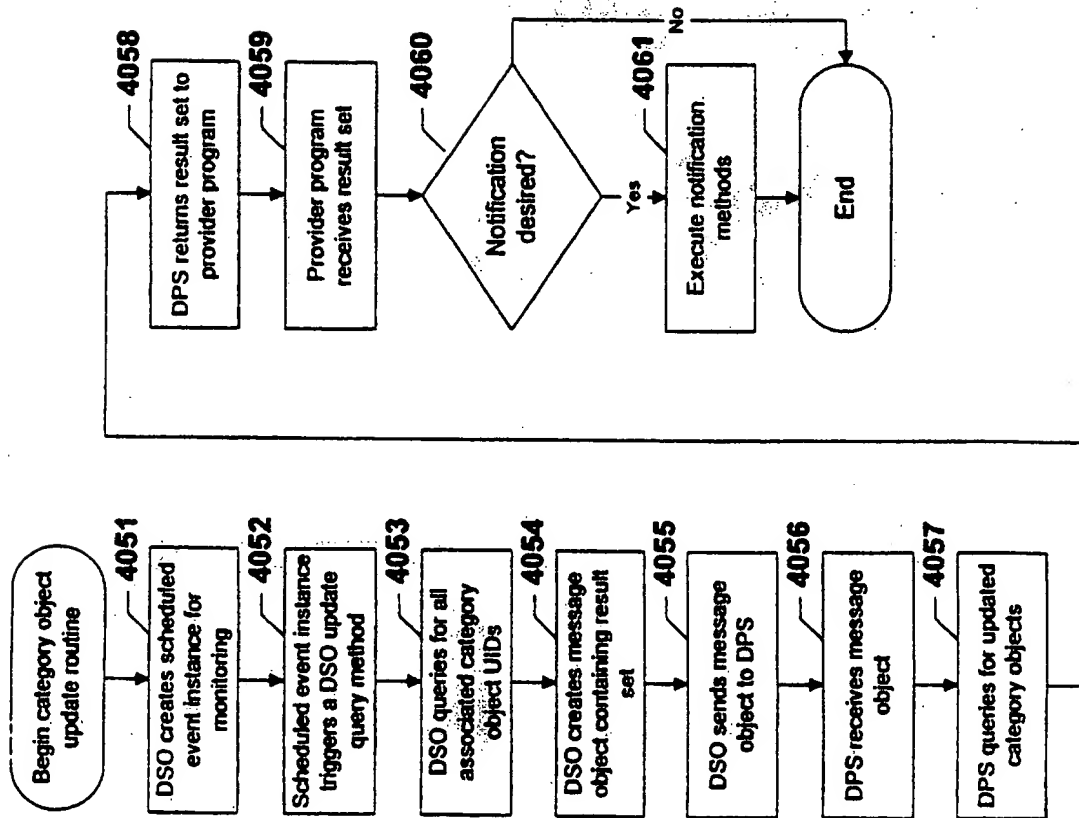 Begin category object
update routine
4051
DSO creates scheduled
event instance for
monitoring
4052
Scheduled event instance
triggers a DSO update
query method
4053
DSO queries for all
associated category
object UIDs
4054
DSO creates message
object containing result
set
4055
DSO sends message
object to DPS
4056
DPS receives message
object
4057
DPS queries for updated
category objects
4058
DPS returns result set to
provider program
4059
Provider program
receives result set
4060
Notification
desired?
No
Yes
4061
Execute notification
methods
End